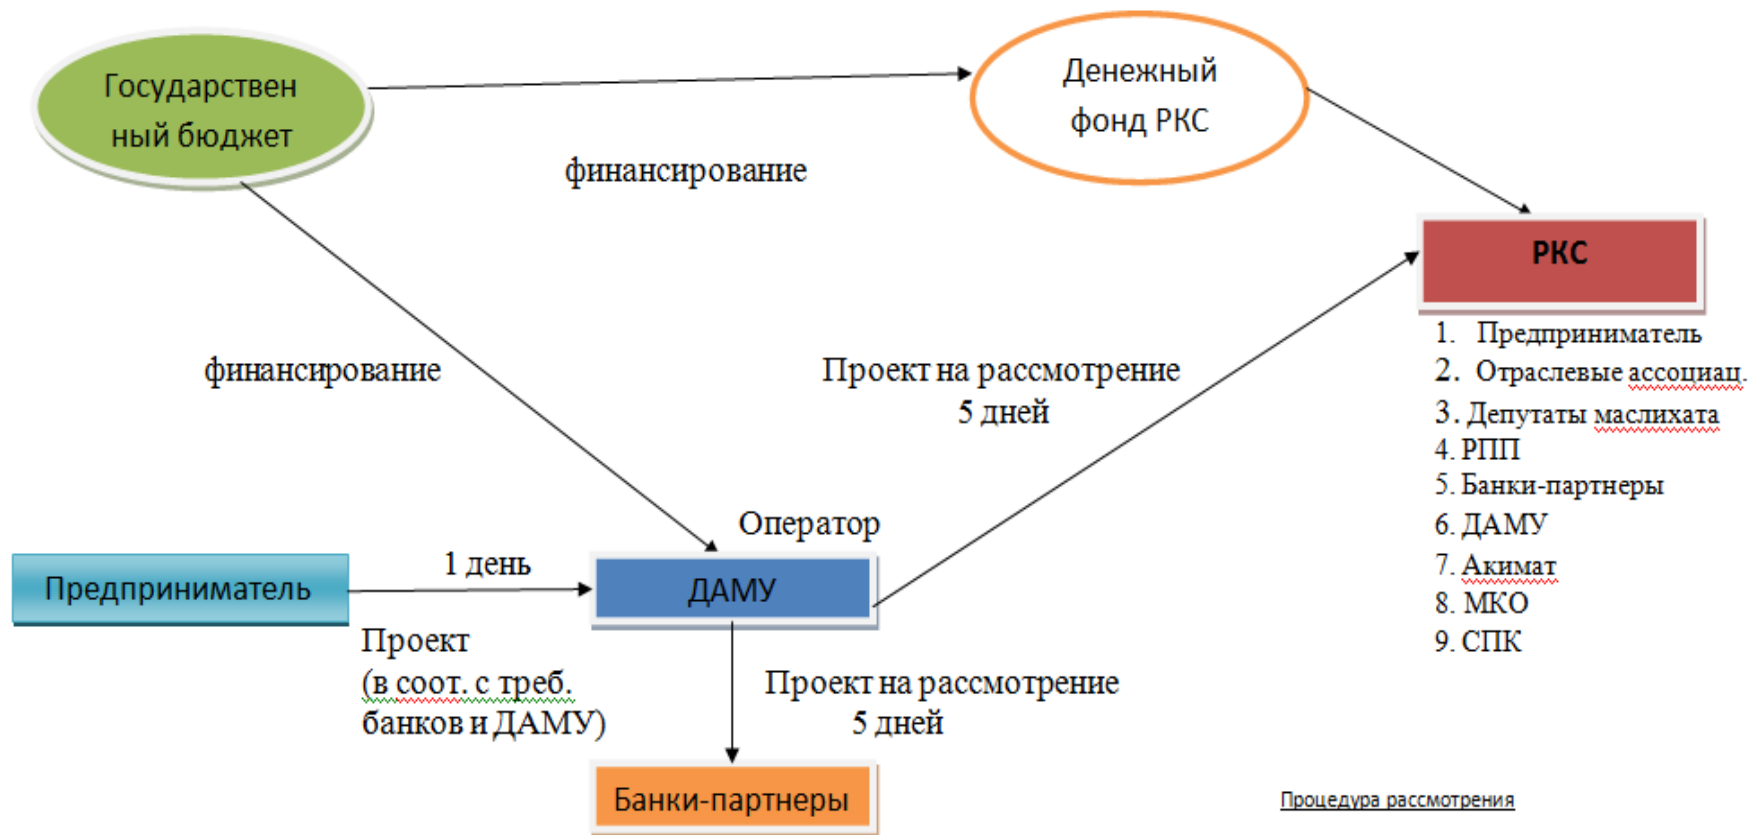 Государствен
ный бюджет
Денежный
фонд РКС
финансирование
РКС
1. Предприниматель
2. Отраслевые ассоциац.
3. Депутаты маслихата
4. РПП
5. Банки-партнеры
6. ДАМУ
7. Акимат
8. МКО
9. СПК
финансирование
Проект на рассмотрение
5 дней
Оператор
Предприниматель
1 день
ДАМУ
Проект
(в соот. с треб.
банков и ДАМУ)
Проект на рассмотрение
5 дней
Банки-партнеры
Процедура рассмотрения